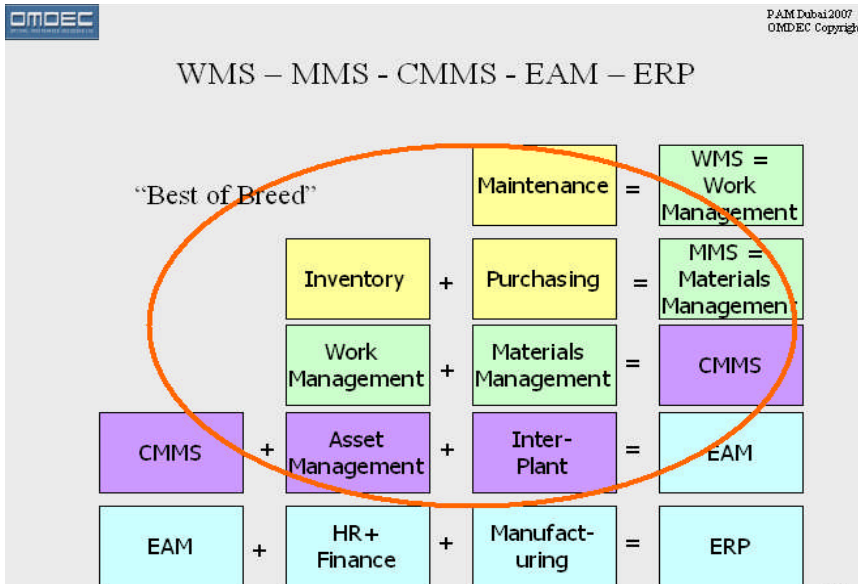 OMDEC
PAM Dubai 2007
OMDEC Copyrigh
WMS – MMS - CMMS - EAM – ERP
“Best of Breed”
Maintenance = WMS =
Work
Management
Inventory + Purchasing = MMS =
Materials
Management
Work
Management + Materials
Management = CMMS
CMMS + Asset
Management + Inter-
Plant = EAM
EAM + HR+
Finance + Manufact-
uring = ERP